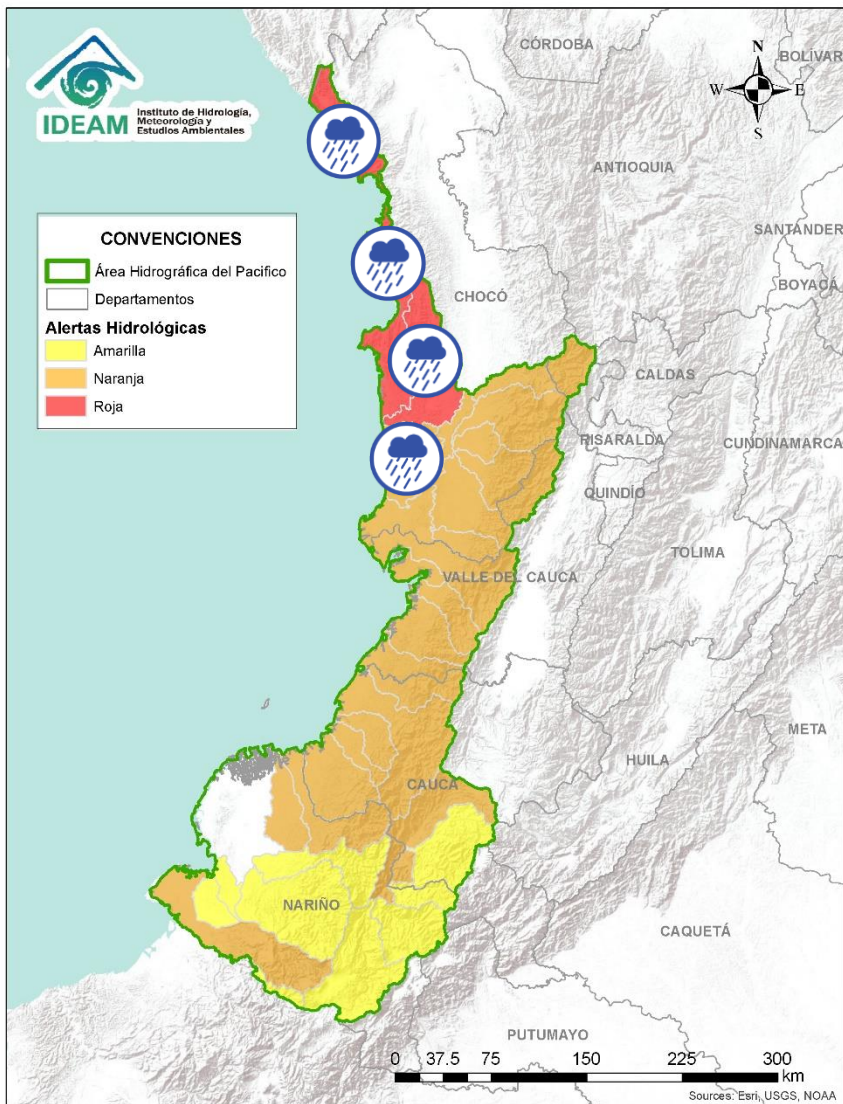 IDEAM
Instituto de Hidrología,
Meteorología y
Estudios Ambientales
CÓRDOBA
BOLÍVAR
N
W
E
S
ANTIOQUIA
SANTANDER
BOYACÁ
CONVENCIONES
Área Hidrográfica del Pacifico
Departamentos
Alertas Hidrológicas
Amarilla
Naranja
Roja
CHOCÓ
CALDAS
RISARALDA
CUNDINAMARCA
QUINDÍO
TOLIMA
VALLE DEL CAUCA
META
HUILA
CAUCA
NARIÑO
CAQUETÁ
PUTUMAYO
0 37.5 75 150 225 300
km
Sources: Esri, USGS, NOAA